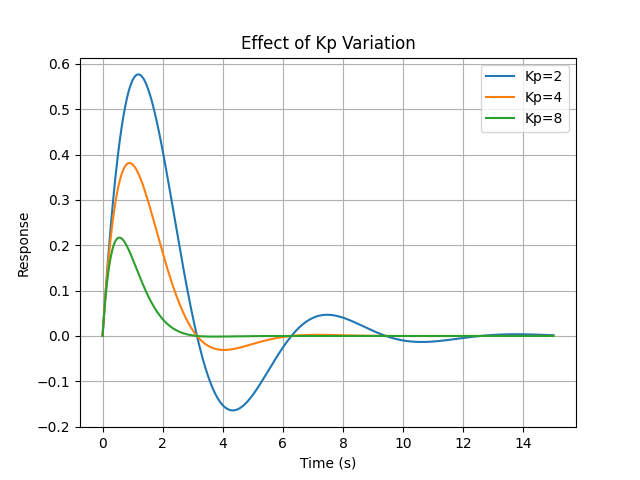 Effect of Kp Variation
Kp=2
Kp=4
Kp=8
Response
0.6
0.5
0.4
0.3
0.2
0.1
0.0
−0.1
−0.2
0 2 4 6 8 10 12 14
Time (s)